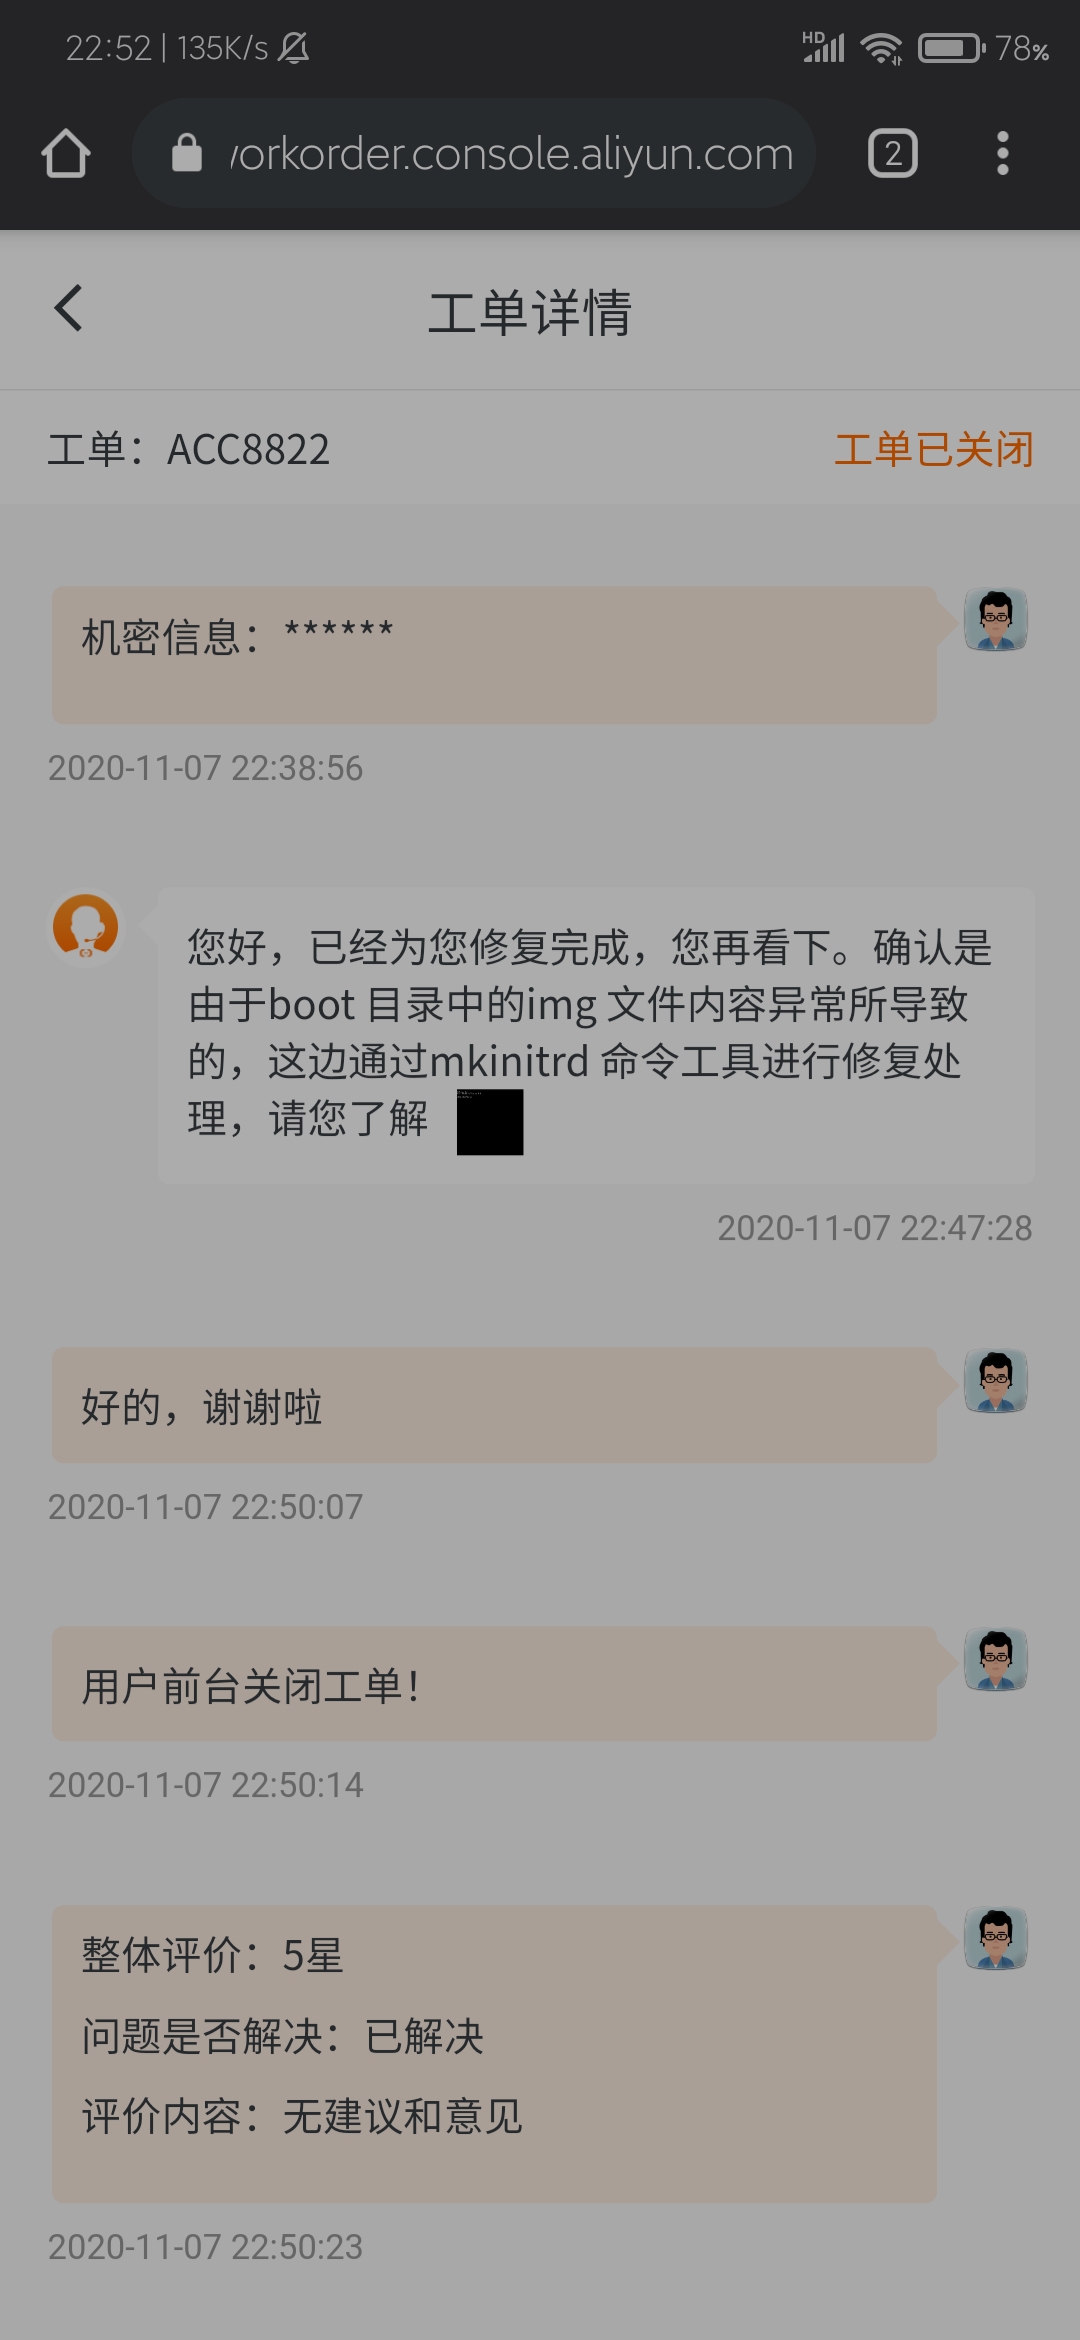 22:52 | 135K/s
HD
78%
orkorder.console.aliyun.com
2
工单详情
工单：ACC8822
工单已关闭
机密信息：******
2020-11-07 22:38:56
您好，已经为您修复完成，您再看下。确认是
由于boot 目录中的img 文件内容异常所导致
的，这边通过mkinitrd 命令工具进行修复处
理，请您了解
2020-11-07 22:47:28
好的，谢谢啦
2020-11-07 22:50:07
用户前台关闭工单！
2020-11-07 22:50:14
整体评价：5星
问题是否解决：已解决
评价内容：无建议和意见
2020-11-07 22:50:23